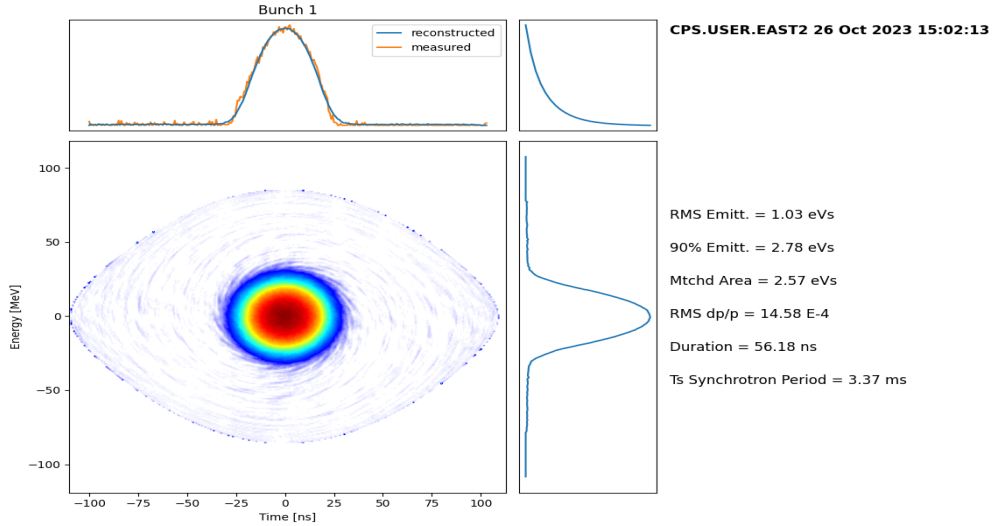 Bunch 1
reconstructed
measured
CPS.USER.EAST2 26 Oct 2023 15:02:13
Energy [MeV]
100
50
0
−50
−100
−100 −75 −50 −25 0 25 50 75 100
Time [ns]
RMS Emitt. = 1.03 eVs
90% Emitt. = 2.78 eVs
Mtchd Area = 2.57 eVs
RMS dp/p = 14.58 E-4
Duration = 56.18 ns
Ts Synchrotron Period = 3.37 ms